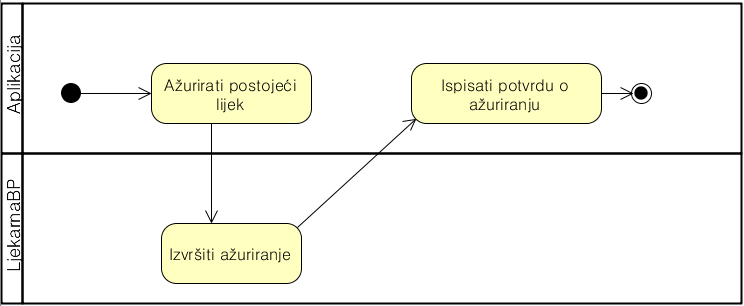 Aplikacija
Ažurirati postojeći
lijek
Ispisati potvrdu o
ažuriranju
LjekarnaBP
Izvršiti ažuriranje